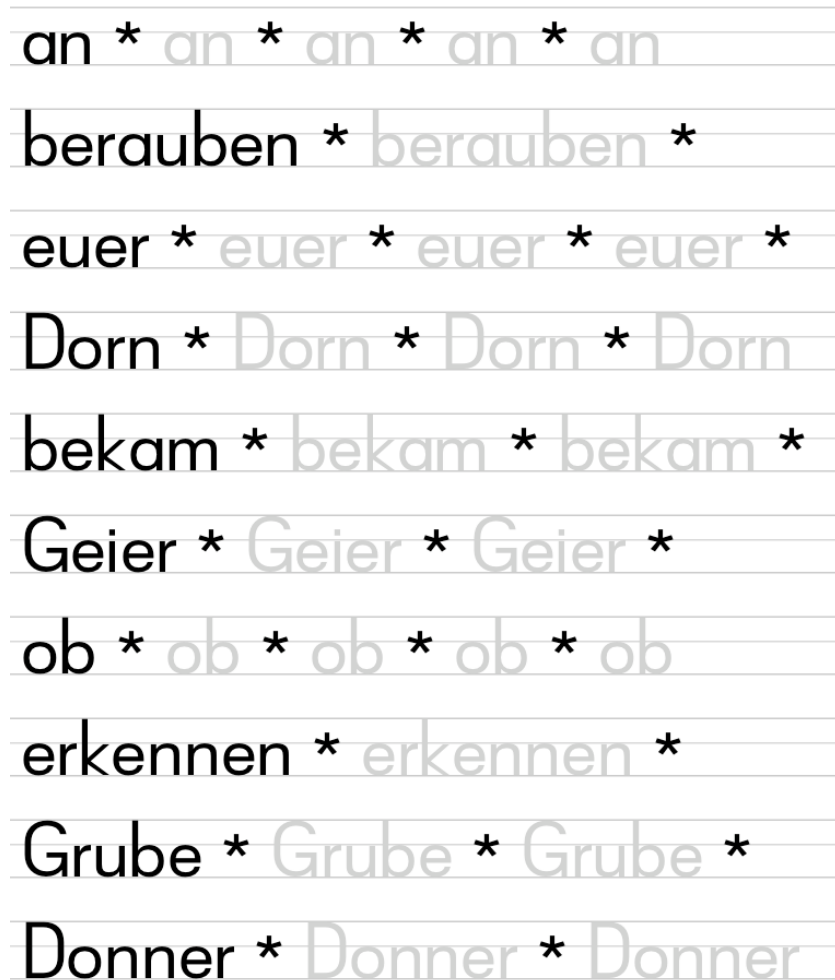 an * an * an * an * an
berauben * berauben *
euer * euer * euer * euer *
Dorn * Dorn * Dorn * Dorn
bekam * bekam * bekam *
Geier * Geier * Geier *
ob * ob * ob * ob * ob
erkennen * erkennen *
Grube * Grube * Grube *
Donner * Donner * Donner